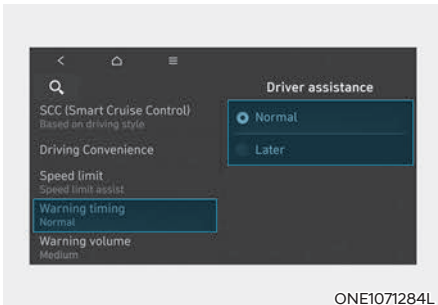 Driver assistance
SCC (Smart Cruise Control)
Based on driving style
Driving Convenience
Speed limit
Speed limit assist
Warning timing
Normal
Warning volume
Medium
Normal
Later
ONE1071284L